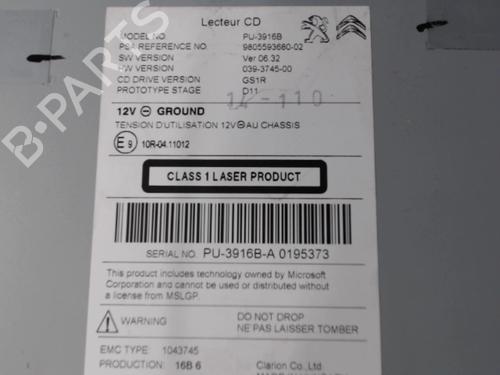 Lecteur CD
MODEL NO PU-3916B
PSA REFERENCE NO 9805593680-02
SW VERSION Ver 06.32
HW VERSION 039-3745-00
CD DRIVE VERSION GS1R
PROTOTYPE STAGE D11
14-110
12V ⊖ GROUND
TENSION D'UTILISATION 12V⊖AU CHASSIS
E9 10R-04.11012
CLASS 1 LASER PRODUCT
SERIAL NO. PU-3916B-A 0195373
This product includes technology owned by Microsoft
Corporation and cannot be used or distributed without
a license from MSLGP.
WARNING DO NOT DROP
NE PAS LAISSER TOMBER
EMC TYPE: 1043745
PRODUCTION: 16B 6 Clarion Co., Ltd.